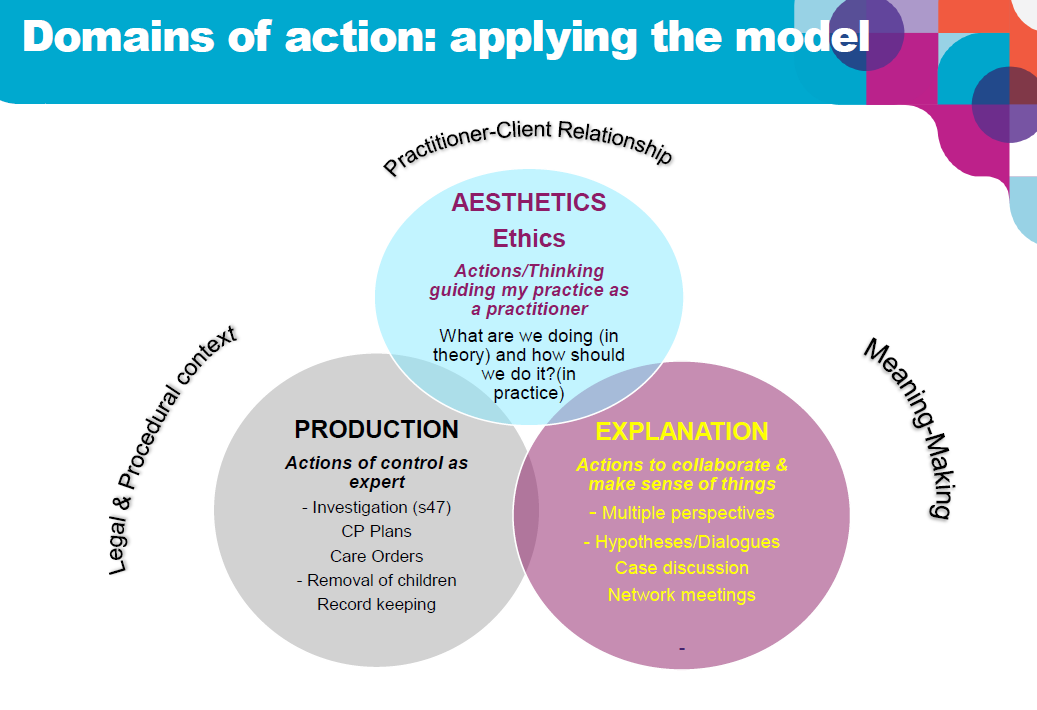 Domains of action: applying the model
Practitioner-Client Relationship
AESTHETICS
Ethics
Actions/Thinking
guiding my practice as
a practitioner
What are we doing (in
theory) and how should
we do it?(in
practice)
Legal & Procedural context
PRODUCTION
Actions of control as
expert
- Investigation (s47)
CP Plans
Care Orders
- Removal of children
Record keeping
Meaning-Making
EXPLANATION
Actions to collaborate &
make sense of things
- Multiple perspectives
- Hypotheses/Dialogues
Case discussion
Network meetings
-